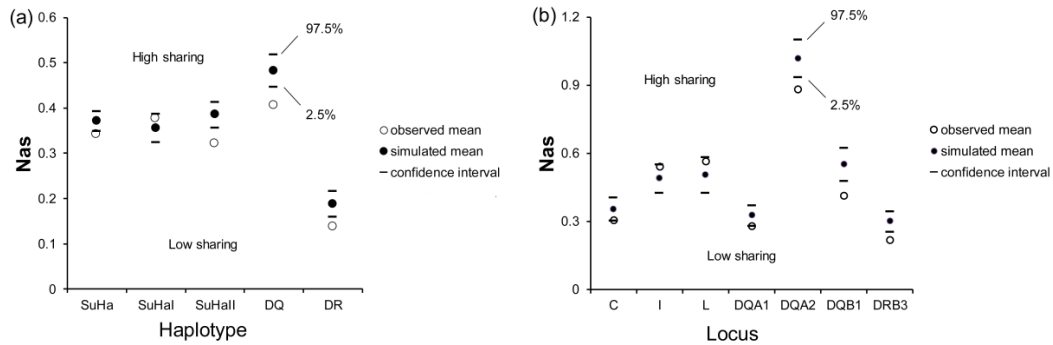 (a)
0.6
0.5
0.4
0.3
0.2
0.1
0
Nas
High sharing
97.5%
2.5%
Low sharing
SuHa SuHaI SuHaII DQ DR
Haplotype
observed mean
simulated mean
confidence interval
(b)
1.2
0.9
0.6
0.3
0
Nas
High sharing
97.5%
2.5%
Low sharing
C I L DQA1 DQA2 DQB1 DRB3
Locus
observed mean
simulated mean
confidence interval